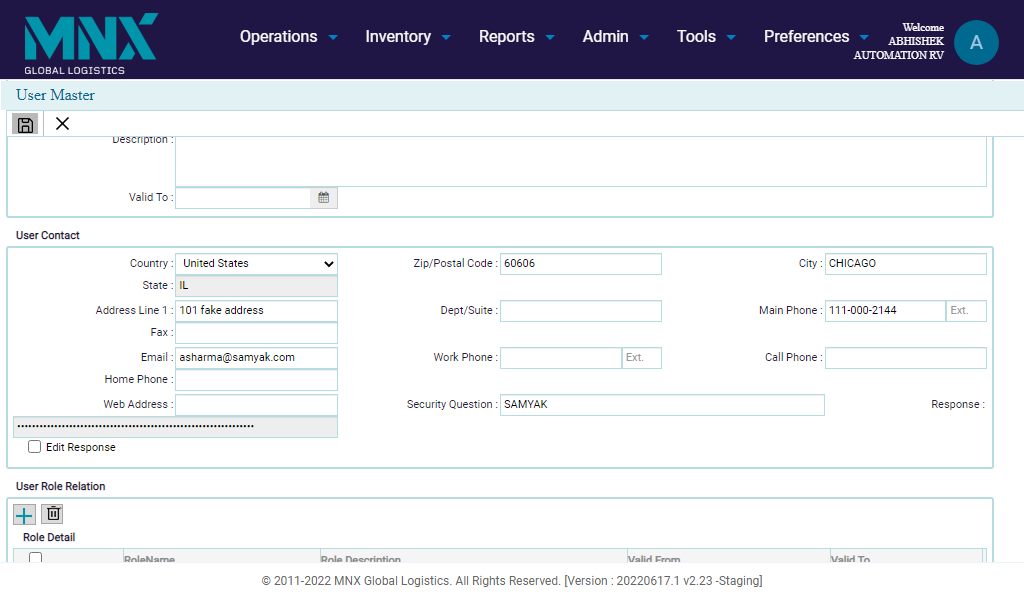 MNX
GLOBAL LOGISTICS
Operations Inventory Reports Admin Tools Preferences
Welcome
ABHISHEK
AUTOMATION RV
A
User Master
Description :
Valid To :
User Contact
Country : United States Zip/Postal Code : 60606 City : CHICAGO
State : IL
Address Line 1 : 101 fake address Dept/Suite : Main Phone : 111-000-2144 Ext.
Fax :
Email : asharma@samyak.com Work Phone : Ext. Call Phone :
Home Phone :
Web Address : Security Question : SAMYAK Response :
Edit Response
User Role Relation
Role Detail
RoleName Role Description Valid From Valid To
© 2011-2022 MNX Global Logistics. All Rights Reserved. [Version : 20220617.1 v2.23 -Staging]